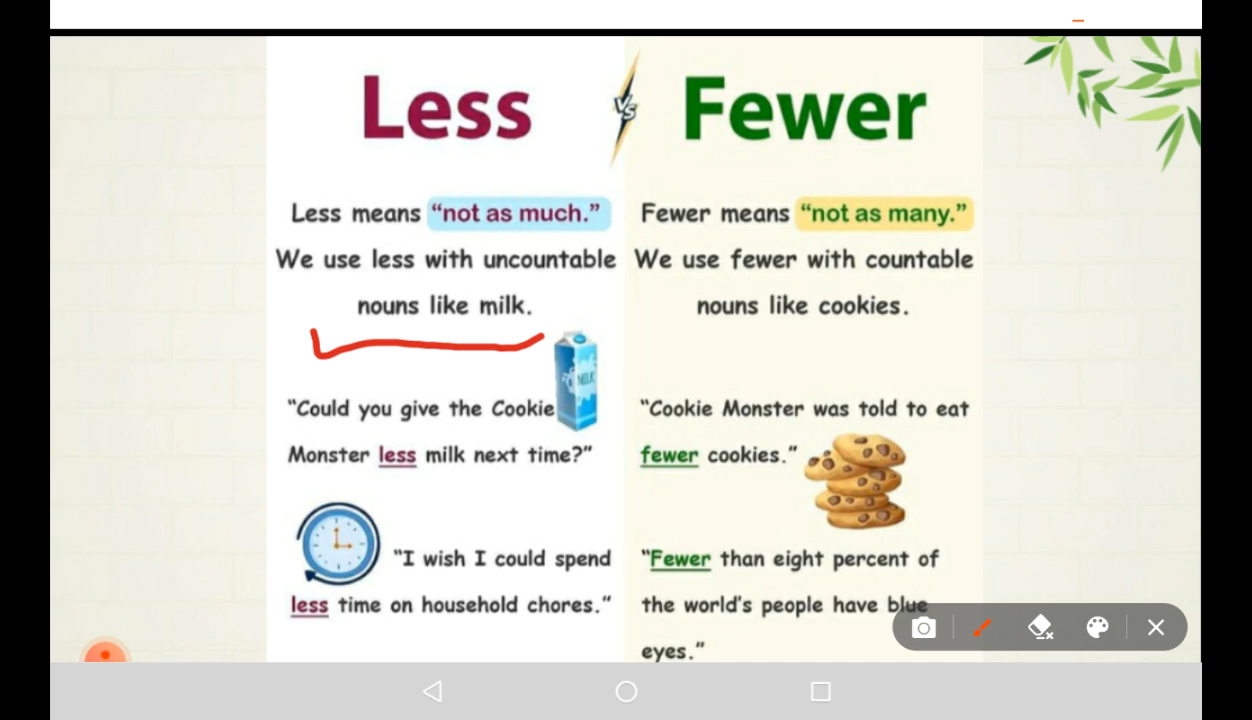 Less
VS
Fewer
Less means “not as much.”
We use less with uncountable
nouns like milk.
MILK
“Could you give the Cookie
Monster less milk next time?”
“I wish I could spend
less time on household chores.”
Fewer means “not as many.”
We use fewer with countable
nouns like cookies.
“Cookie Monster was told to eat
fewer cookies.”
“Fewer than eight percent of
the world’s people have blue
eyes.”